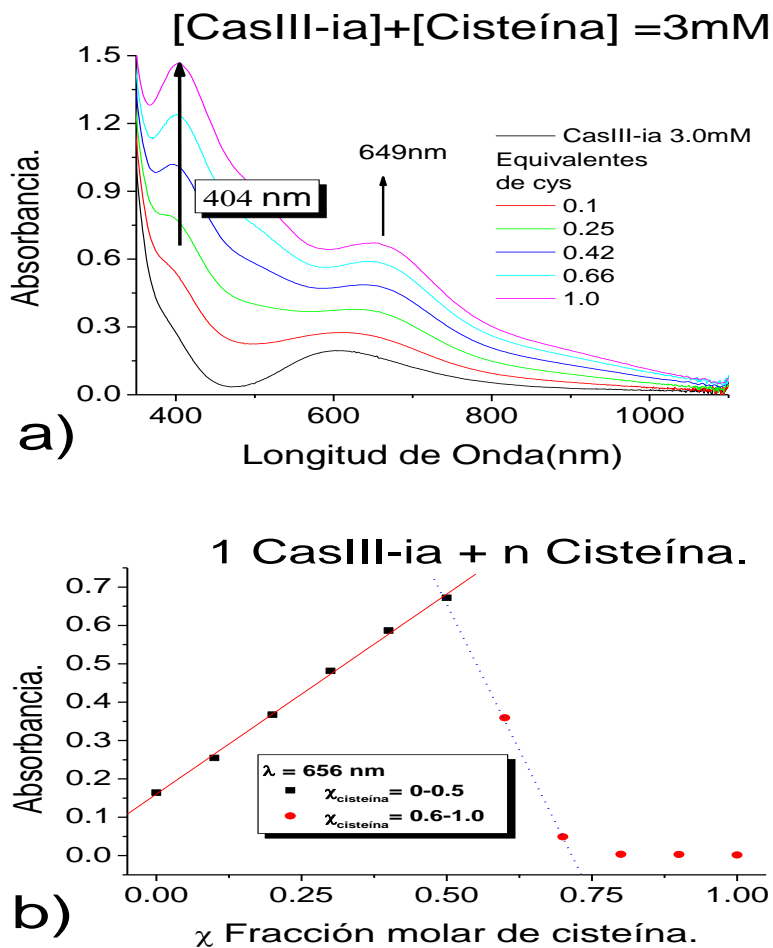 [CasIII-ia]+[Cisteína] =3mM
1.5
1.2
0.9
0.6
0.3
0.0
Absorbancia.
404 nm
649nm
CasIII-ia 3.0mM
Equivalentes
de cys
0.1
0.25
0.42
0.66
1.0
400 600 800 1000
a)
Longitud de Onda(nm)
1 CasIII-ia + n Cisteína.
0.7
0.6
0.5
0.4
0.3
0.2
0.1
0.0
Absorbancia.
λ = 656 nm
χcisteína= 0-0.5
χcisteína= 0.6-1.0
0.00 0.25 0.50 0.75 1.00
b)
χ Fracción molar de cisteína.